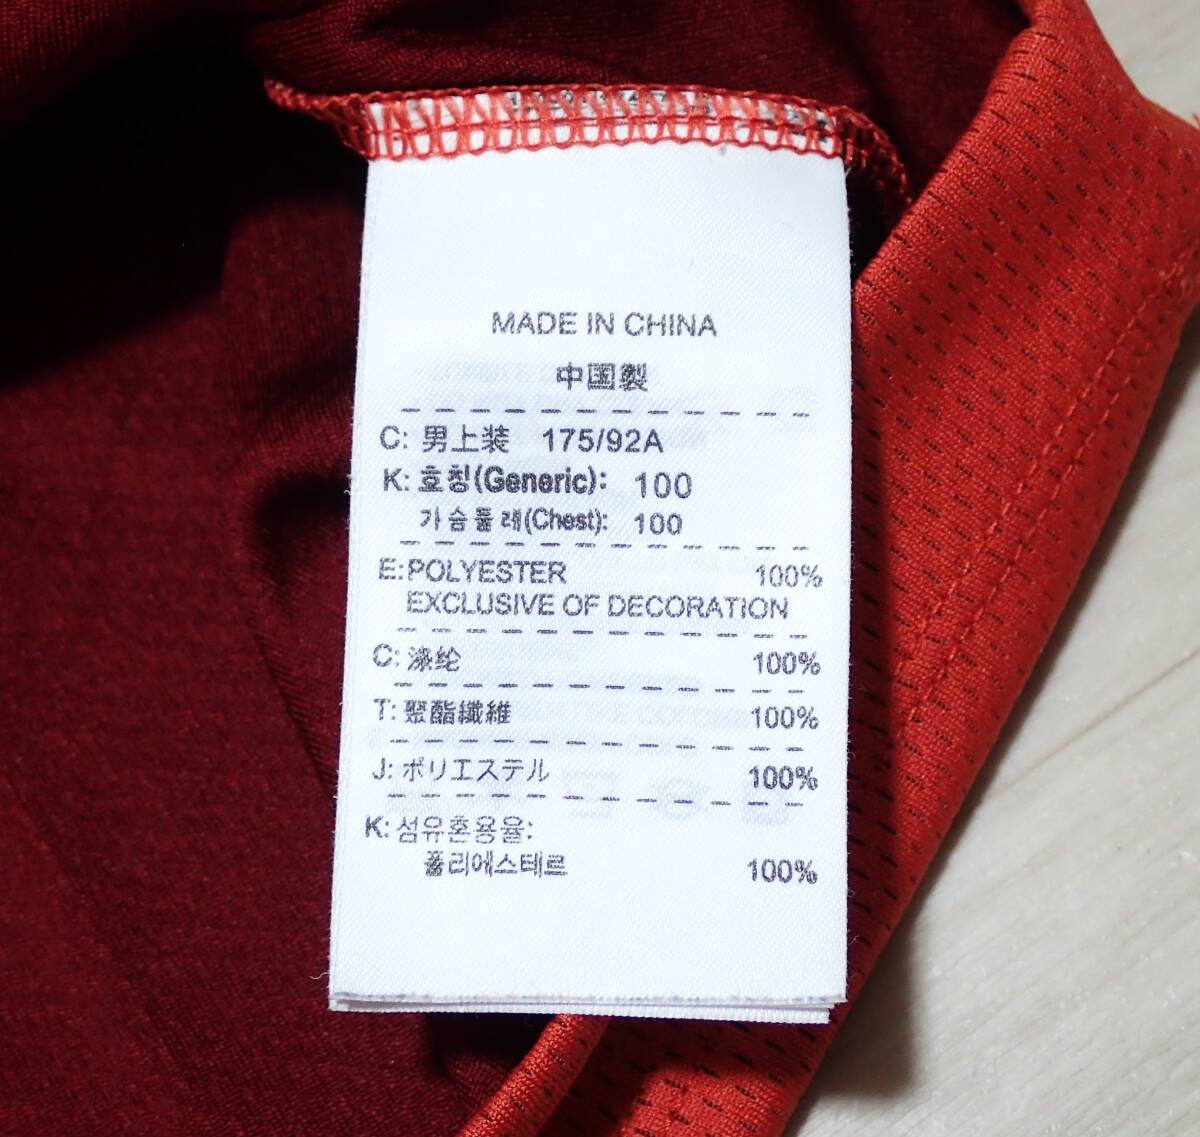 MADE IN CHINA
中国製
C: 男上装 175/92A
K: 호칭(Generic): 100
가슴둘레(Chest): 100
E: POLYESTER 100%
EXCLUSIVE OF DECORATION
C: 涤纶 100%
T: 聚酯纖維 100%
J: ポリエステル 100%
K: 섬유혼용율:
폴리에스테르 100%